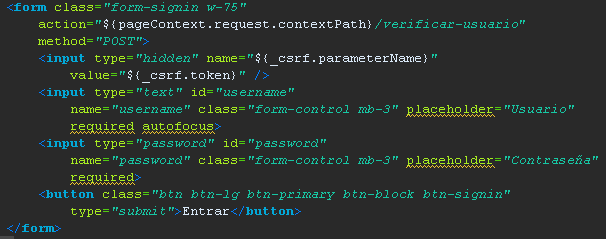 <form class="form-signin w-75"
action="${pageContext.request.contextPath}/verificar-usuario"
method="POST">
<input type="hidden" name="${_csrf.parameterName}"
value="${_csrf.token}" />
<input type="text" id="username"
name="username" class="form-control mb-3" placeholder="Usuario"
required autofocus>
<input type="password" id="password"
name="password" class="form-control mb-3" placeholder="Contraseña"
required>
<button class="btn btn-lg btn-primary btn-block btn-signin"
type="submit">Entrar</button>
</form>